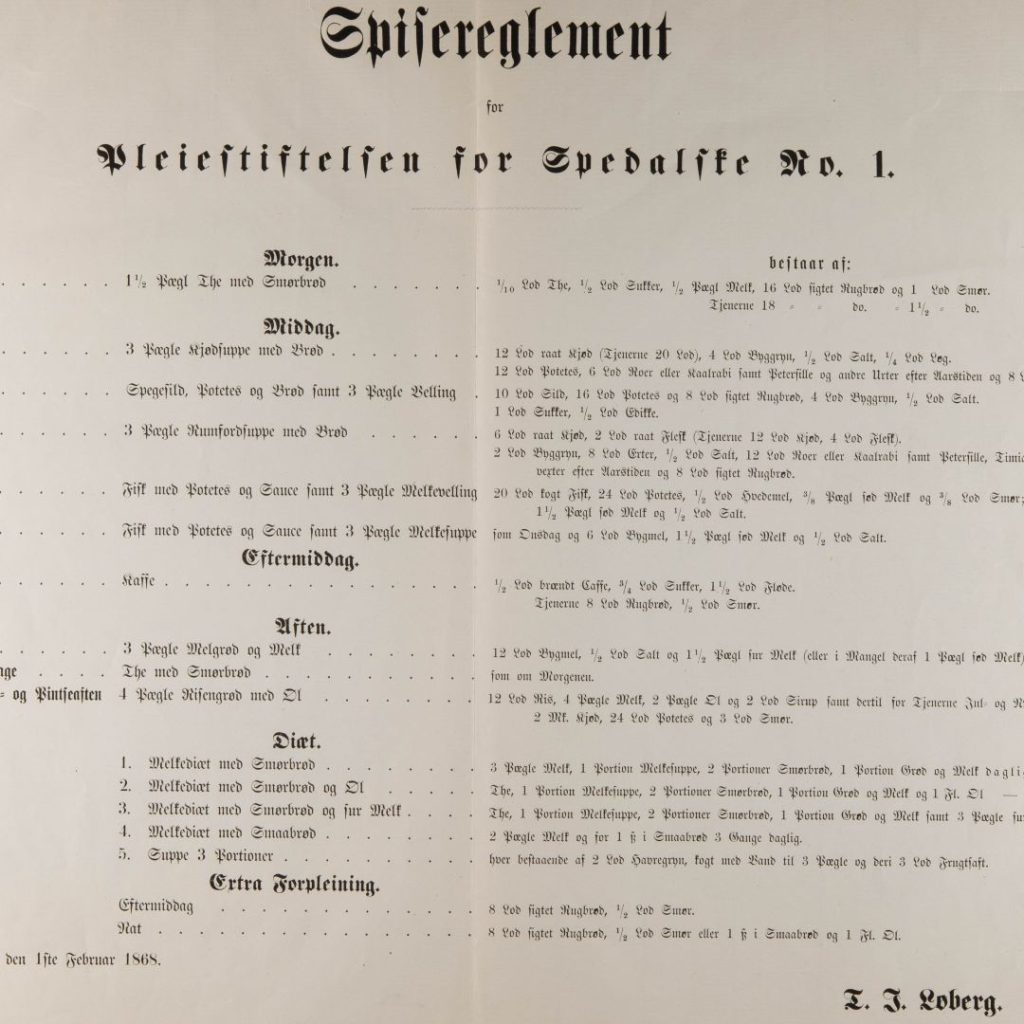 Spisereglement
for
Pleiestiftelsen for Spedalske No. 1.
Morgen. bestaar af:
1 1/2 Pægl The med Smørbrød 1/10 Lod The, 1/2 Lod Sukker, 1/2 Pægl Melk, 16 Lod sigtet Rugbrød og 1 Lod Smør.
Tjenerne 18 = = do. = 1 1/2 = do.
Middag.
3 Pægle Kjødsuppe med Brød 12 Lod raat Kjød (Tjenerne 20 Lod), 4 Lod Byggryn, 1/2 Lod Salt, 1/4 Lod Løg.
12 Lod Potetes, 6 Lod Roer eller Kaalrabi samt Petersille og andre Urter efter Aarstiden og 8 L
Spegesild, Potetes og Brød samt 3 Pægle Velling 10 Lod Sild, 16 Lod Potetes og 8 Lod sigtet Rugbrød, 4 Lod Byggryn, 1/2 Lod Salt.
1 Lod Sukker, 1/2 Lod Edikke.
3 Pægle Rumfordsuppe med Brød 6 Lod raat Kjød, 2 Lod raat Flesk (Tjenerne 12 Lod Kjød, 4 Lod Flesk).
2 Lod Byggryn, 8 Lod Erter, 1/2 Lod Salt, 12 Lod Roer eller Kaalrabi samt Petersille, Timia
vexter efter Aarstiden og 8 Lod sigtet Rugbrød.
Fisk med Potetes og Sauce samt 3 Pægle Melkevelling 20 Lod kogt Fisk, 24 Lod Potetes, 1/2 Lod Hvedemel, 3/8 Pægl sød Melk og 3/8 Lod Smør;
1 1/2 Pægl sød Melk og 1/2 Lod Salt.
Fisk med Potetes og Sauce samt 3 Pægle Melkesuppe som Onsdag og 6 Lod Bygmel, 1 1/2 Pægl sød Melk og 1/2 Lod Salt.
Eftermiddag.
Kaffe 1/2 Lod brændt Caffe, 3/4 Lod Sukker, 1 1/2 Lod Fløde.
Tjenerne 8 Lod Rugbrød, 1/2 Lod Smør.
Aften.
3 Pægle Melgrød og Melk 12 Lod Bygmel, 1/2 Lod Salt og 1 1/2 Pægl sur Melk (eller i Mangel deraf 1 Pægl sød Melk)
ge The med Smørbrød som om Morgenen.
= og Pintseaften 4 Pægle Risengrød med Øl 12 Lod Ris, 4 Pægle Melk, 2 Pægle Øl og 2 Lod Sirup samt dertil for Tjenerne Jul= og N
2 Mk. Kjød, 24 Lod Potetes og 3 Lod Smør.
Diæt.
1. Melkediæt med Smørbrød 3 Pægle Melk, 1 Portion Melkesuppe, 2 Portioner Smørbrød, 1 Portion Grød og Melk daglig
2. Melkediæt med Smørbrød og Øl The, 1 Portion Melkesuppe, 2 Portioner Smørbrød, 1 Portion Grød og Melk og 1 Fl. Øl —
3. Melkediæt med Smørbrød og sur Melk The, 1 Portion Melkesuppe, 2 Portioner Smørbrød, 1 Portion Grød og Melk samt 3 Pægle sur
4. Melkediæt med Smaabrød 2 Pægle Melk og for 1 ß i Smaabrød 3 Gange daglig.
5. Suppe 3 Portioner hver bestaaende af 2 Lod Havregryn, kogt med Vand til 3 Pægle og deri 3 Lod Frugtsaft.
Extra Forpleining.
Eftermiddag 8 Lod sigtet Rugbrød, 1/2 Lod Smør.
Nat 8 Lod sigtet Rugbrød, 1/2 Lod Smør eller 1 ß i Smaabrød og 1 Fl. Øl.
den 1ste Februar 1868.
T. J. Løberg.